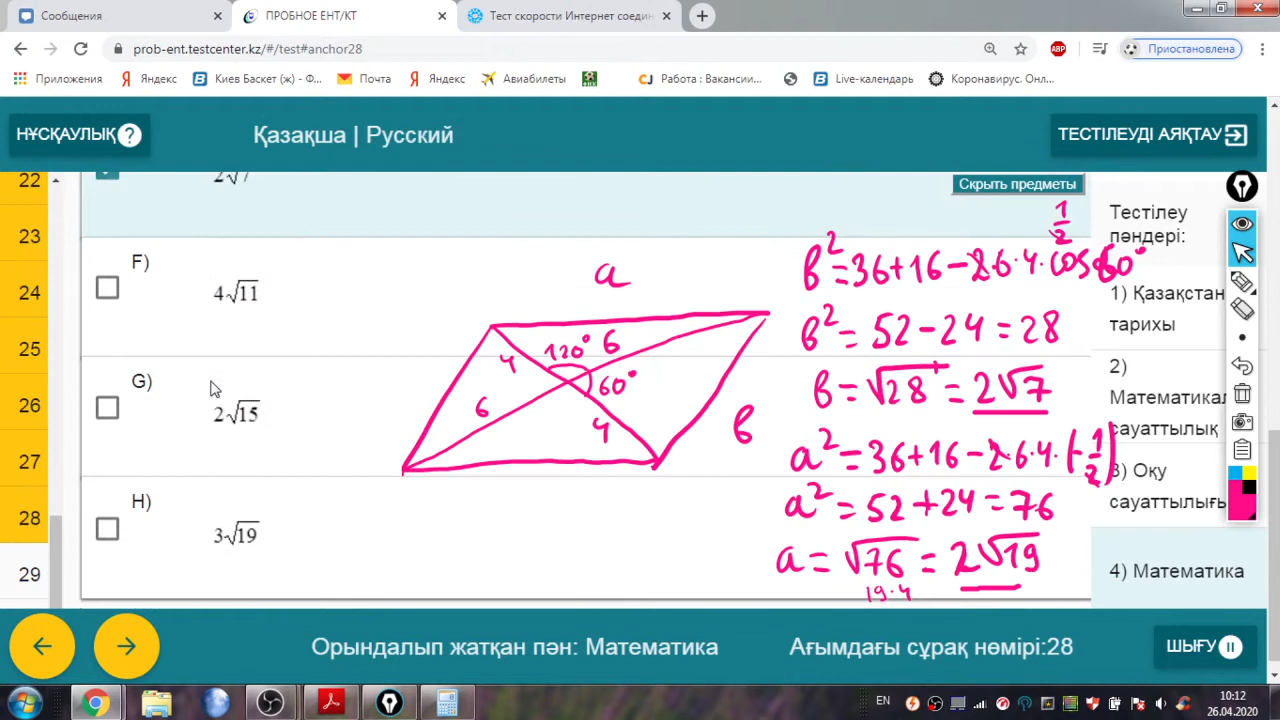 Сообщения
ПРОБНОЕ ЕНТ/КТ
Тест скорости Интернет соедин
prob-ent.testcenter.kz/#/test#anchor28
ABP
Приостановлена
Приложения
Яндекс
Киев Баскет (ж) - Ф...
Почта
Яндекс
Авиабилеты
Работа : Вакансии...
Live-календарь
Коронавирус. Онл...
НҰСҚАУЛЫҚ ?
Қазақша | Русский
ТЕСТІЛЕУДІ АЯҚТАУ
22
23
24
25
26
27
28
29
2√7
Скрыть предметы
F)
4√11
G)
2√15
H)
3√19
a
4
120°
6
60°
6
4
в
1/2
в² = 36+16−2·6·4·cos60°
в² = 52−24=28
в = √28 = 2√7
a² = 36+16−2·6·4·(−1/2)
a² = 52+24=76
a = √76 = 2√19
19·4
Тестілеу
пәндері:
1) Қазақстан
тарихы
2)
Математикал
сауаттылық
3) Оқу
сауаттылығы
4) Математика
Орындалып жатқан пән: Математика
Ағымдағы сұрақ нөмірі:28
ШЫҒУ
EN
10:12
26.04.2020